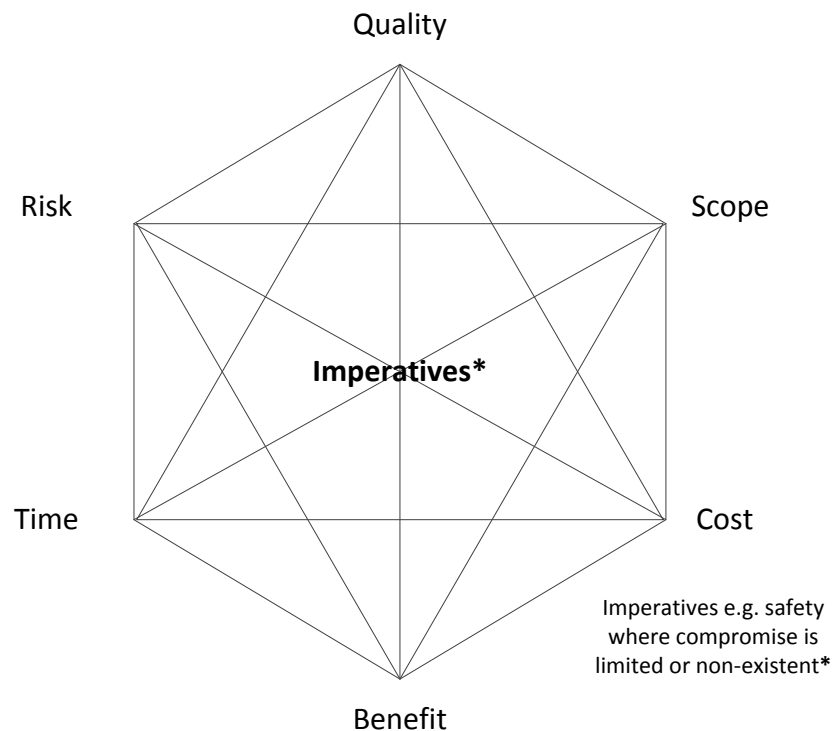 Quality
Risk
Scope
Imperatives*
Time
Cost
Imperatives e.g. safety
where compromise is
limited or non-existent*
Benefit